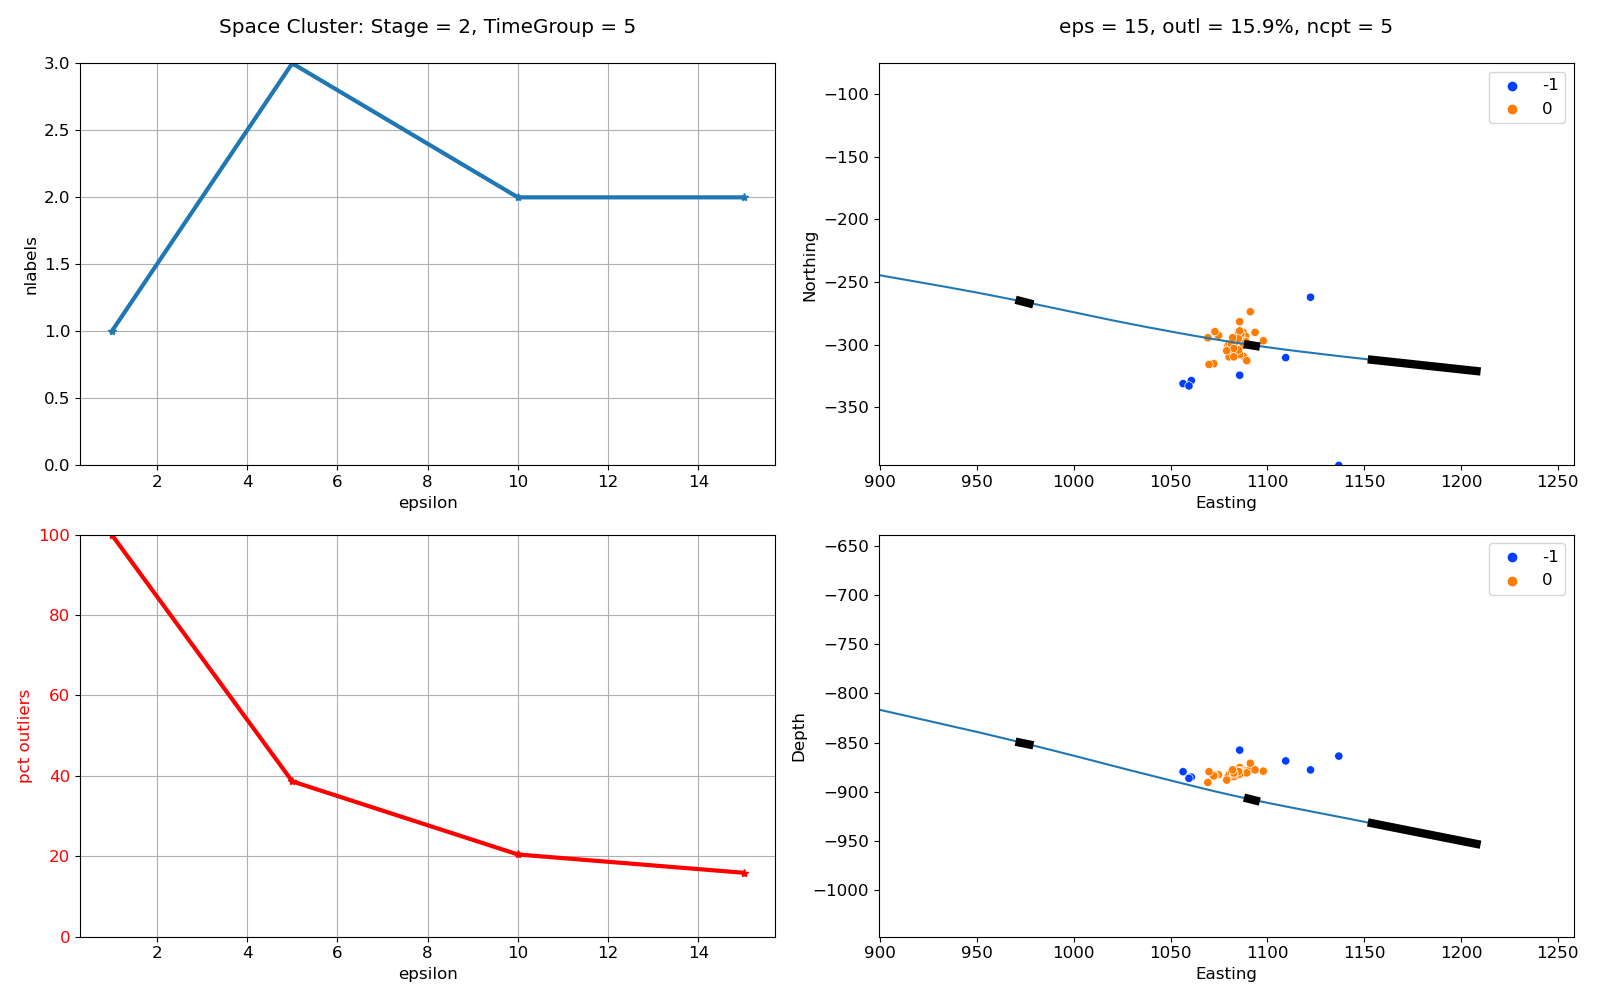 Space Cluster: Stage = 2, TimeGroup = 5
3.0
2.5
2.0
1.5
1.0
0.5
0.0
nlabels
2 4 6 8 10 12 14
epsilon
eps = 15, outl = 15.9%, ncpt = 5
-1
0
−100
−150
−200
−250
−300
−350
Northing
900 950 1000 1050 1100 1150 1200 1250
Easting
100
80
60
40
20
0
pct outliers
2 4 6 8 10 12 14
epsilon
-1
0
−650
−700
−750
−800
−850
−900
−950
−1000
Depth
900 950 1000 1050 1100 1150 1200 1250
Easting